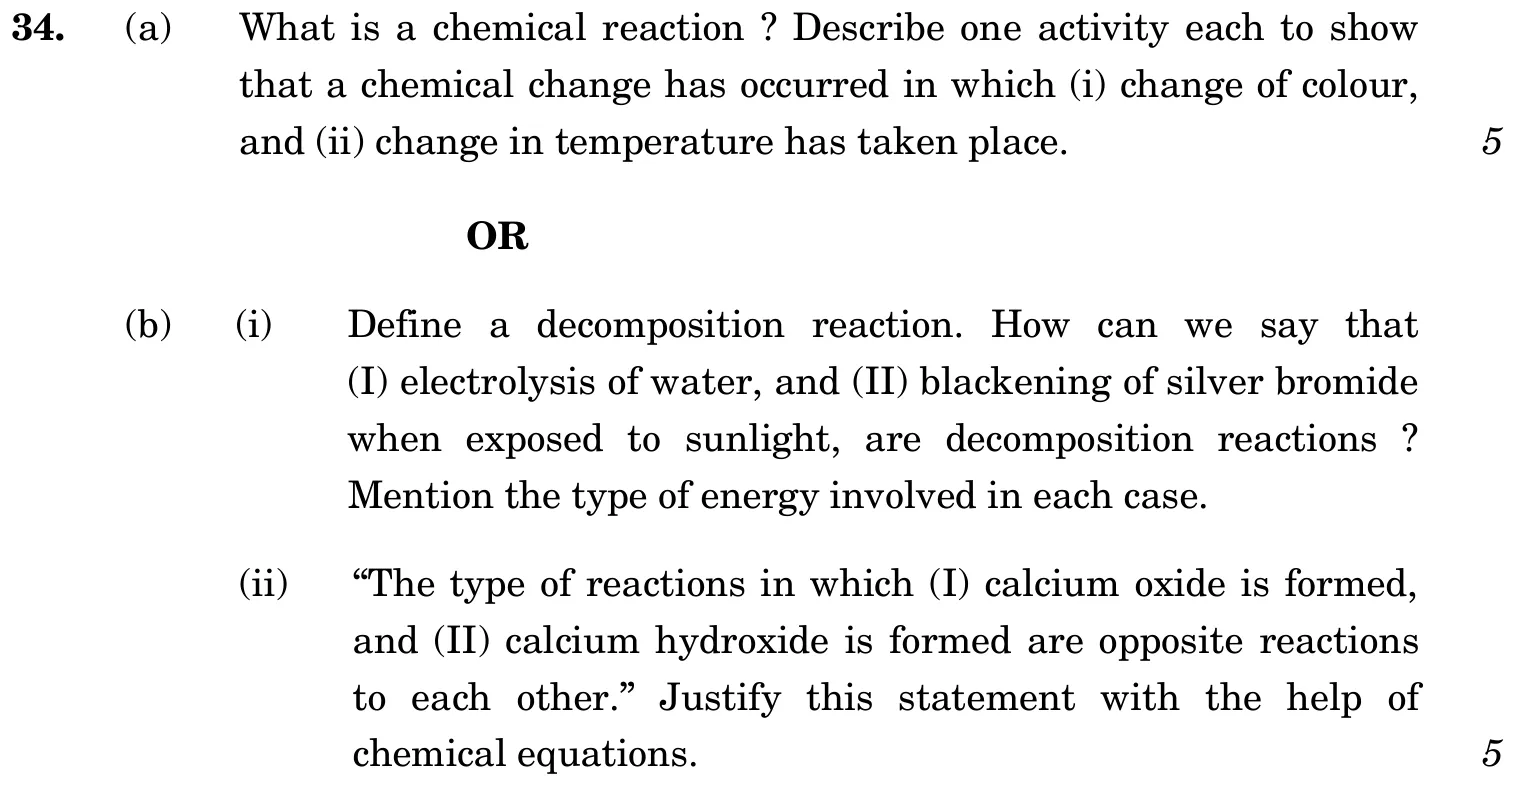 34. (a) What is a chemical reaction ? Describe one activity each to show
that a chemical change has occurred in which (i) change of colour,
and (ii) change in temperature has taken place. 5
OR
(b) (i) Define a decomposition reaction. How can we say that
(I) electrolysis of water, and (II) blackening of silver bromide
when exposed to sunlight, are decomposition reactions ?
Mention the type of energy involved in each case.
(ii) “The type of reactions in which (I) calcium oxide is formed,
and (II) calcium hydroxide is formed are opposite reactions
to each other.” Justify this statement with the help of
chemical equations. 5